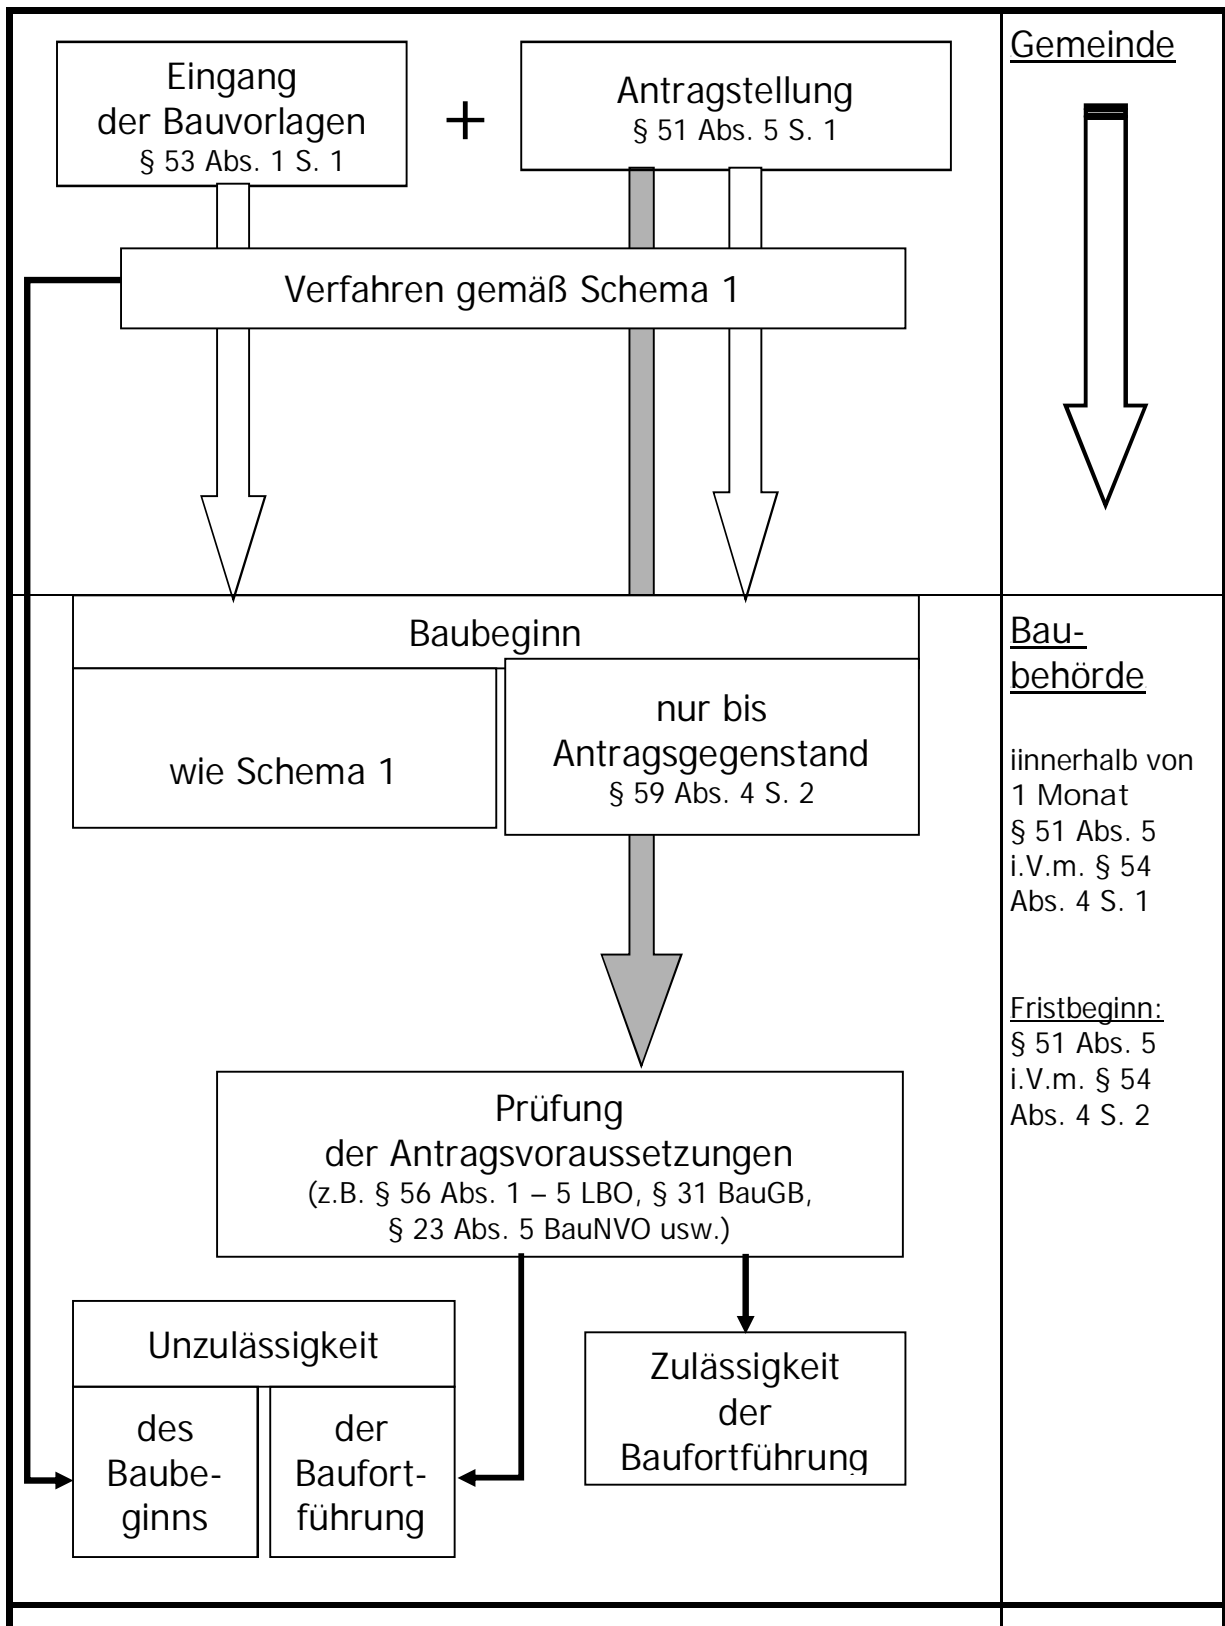 Eingang
der Bauvorlagen
§ 53 Abs. 1 S. 1
+
Antragstellung
§ 51 Abs. 5 S. 1
Gemeinde
Verfahren gemäß Schema 1
Baubeginn
wie Schema 1
nur bis
Antragsgegenstand
§ 59 Abs. 4 S. 2
Bau-
behörde
iinnerhalb von
1 Monat
§ 51 Abs. 5
i.V.m. § 54
Abs. 4 S. 1
Fristbeginn:
§ 51 Abs. 5
i.V.m. § 54
Abs. 4 S. 2
Prüfung
der Antragsvoraussetzungen
(z.B. § 56 Abs. 1 – 5 LBO, § 31 BauGB,
§ 23 Abs. 5 BauNVO usw.)
Unzulässigkeit
des
Baube-
ginns
der
Baufort-
führung
Zulässigkeit
der
Baufortführung